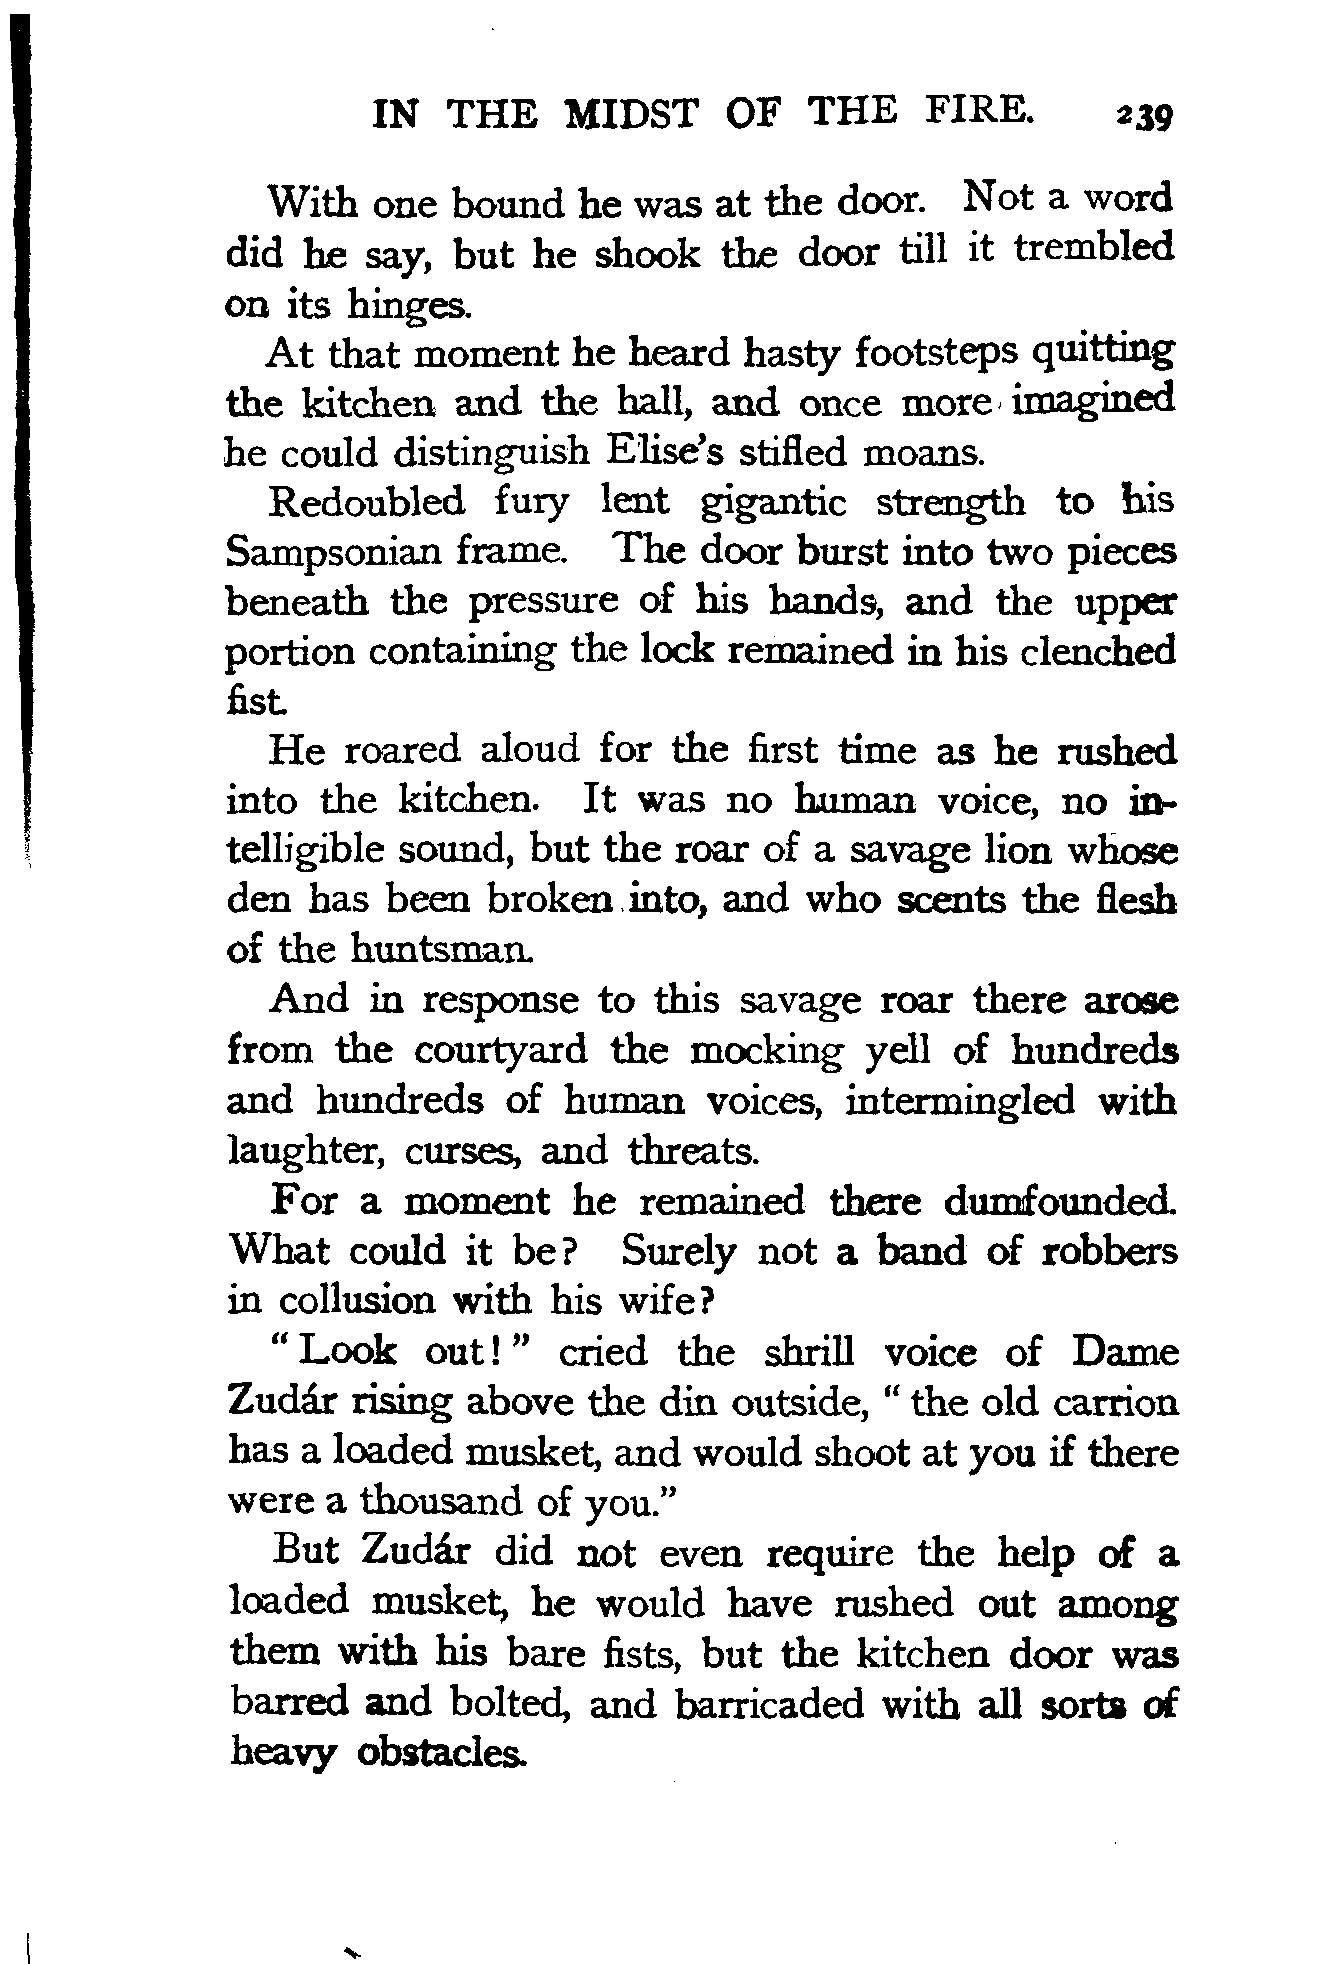 IN THE MIDST OF THE FIRE. 239
With one bound he was at the door. Not a word
did he say, but he shook the door till it trembled
on its hinges.
At that moment he heard hasty footsteps quitting
the kitchen and the hall, and once more imagined
he could distinguish Elise's stifled moans.
Redoubled fury lent gigantic strength to his
Sampsonian frame. The door burst into two pieces
beneath the pressure of his hands, and the upper
portion containing the lock remained in his clenched
fist.
He roared aloud for the first time as he rushed
into the kitchen. It was no human voice, no in-
telligible sound, but the roar of a savage lion whose
den has been broken into, and who scents the flesh
of the huntsman.
And in response to this savage roar there arose
from the courtyard the mocking yell of hundreds
and hundreds of human voices, intermingled with
laughter, curses, and threats.
For a moment he remained there dumfounded.
What could it be? Surely not a band of robbers
in collusion with his wife?
"Look out!" cried the shrill voice of Dame
Zudár rising above the din outside, "the old carrion
has a loaded musket, and would shoot at you if there
were a thousand of you."
But Zudár did not even require the help of a
loaded musket, he would have rushed out among
them with his bare fists, but the kitchen door was
barred and bolted, and barricaded with all sorts of
heavy obstacles.